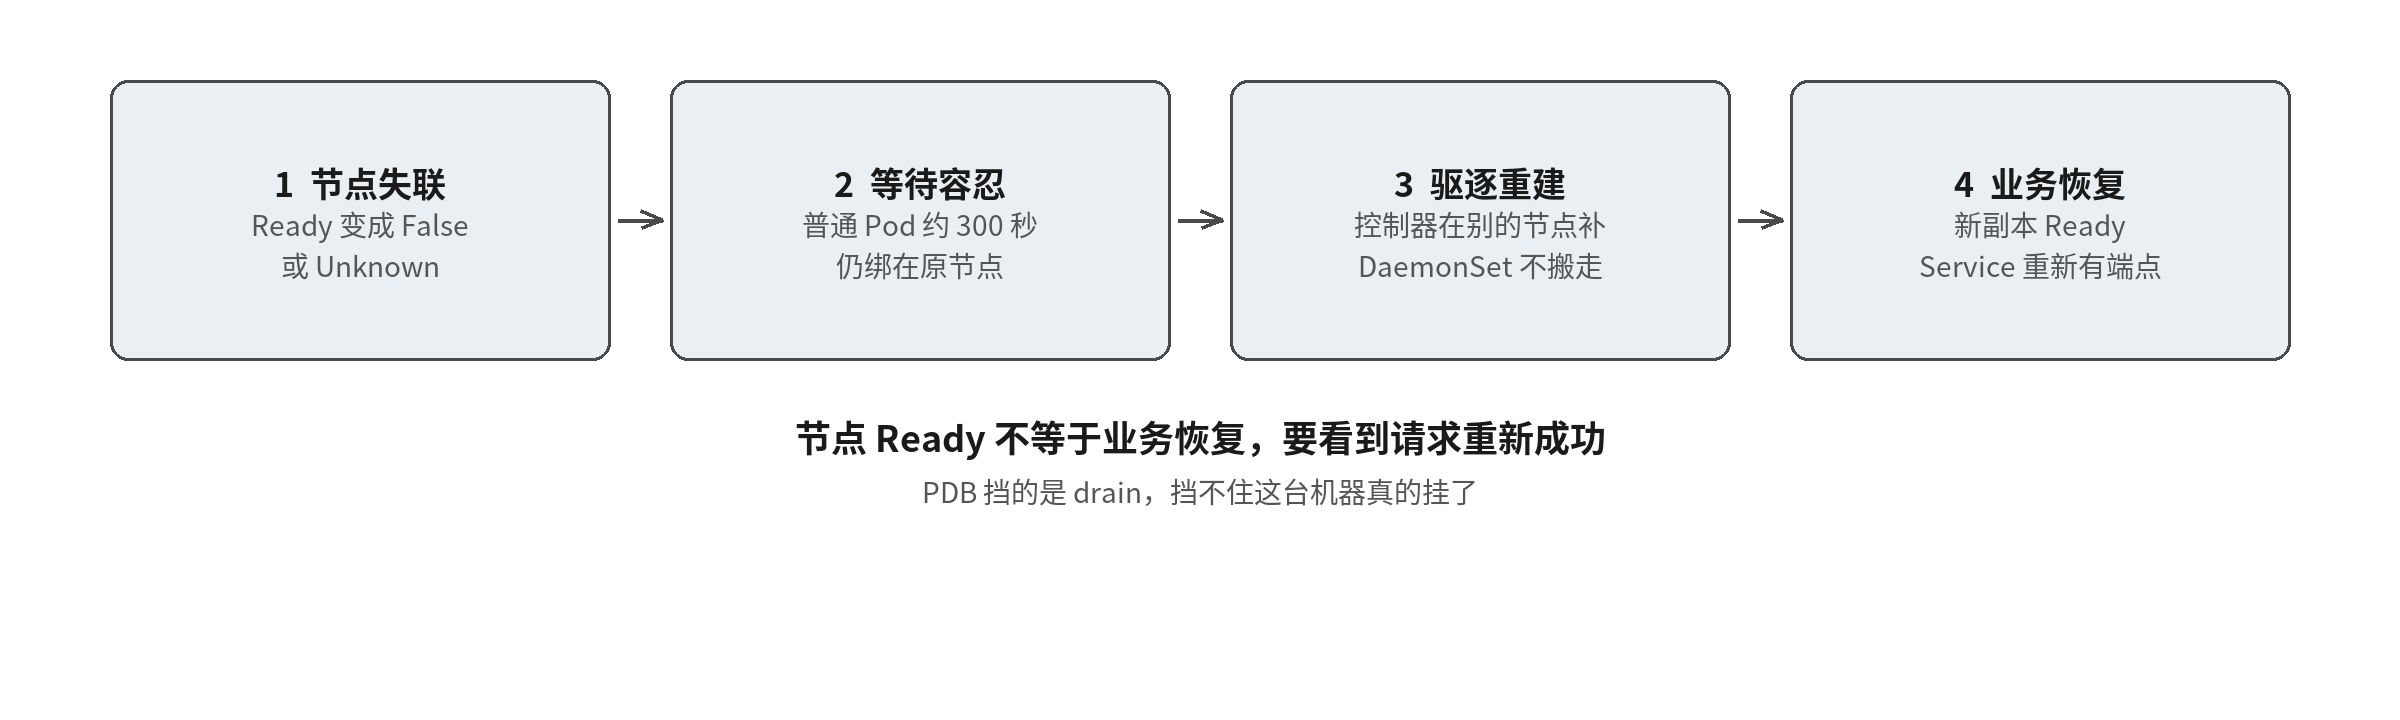 1 节点失联
Ready 变成 False
或 Unknown
2 等待容忍
普通 Pod 约 300 秒
仍绑在原节点
3 驱逐重建
控制器在别的节点补
DaemonSet 不搬走
4 业务恢复
新副本 Ready
Service 重新有端点
节点 Ready 不等于业务恢复，要看到请求重新成功
PDB 挡的是 drain，挡不住这台机器真的挂了